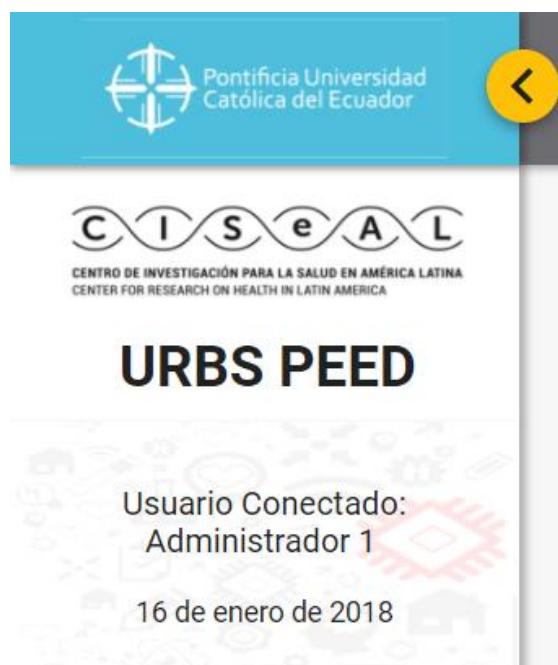 Pontificia Universidad
Católica del Ecuador
CISeAL
CENTRO DE INVESTIGACIÓN PARA LA SALUD EN AMÉRICA LATINA
CENTER FOR RESEARCH ON HEALTH IN LATIN AMERICA
URBS PEED
Usuario Conectado:
Administrador 1
16 de enero de 2018